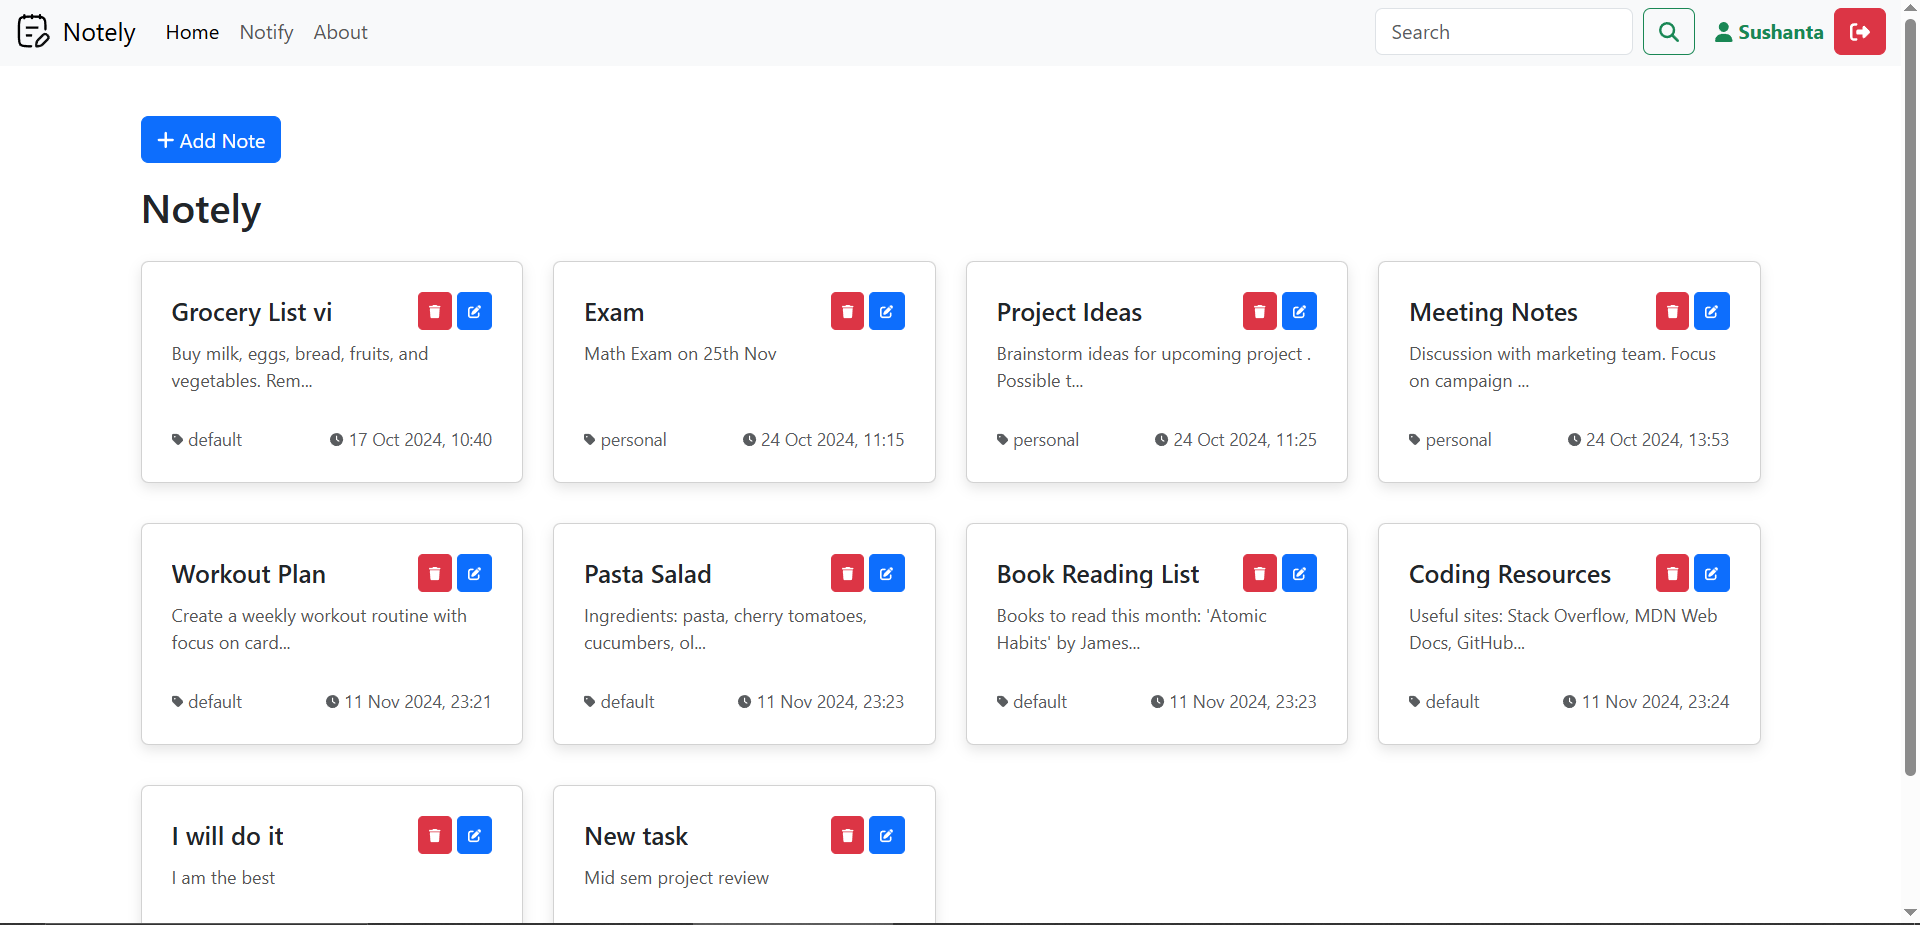 Notely Home Notify About Search Sushanta
Add Note
Notely
Grocery List vi
Buy milk, eggs, bread, fruits, and
vegetables. Rem...
default 17 Oct 2024, 10:40
Exam
Math Exam on 25th Nov
personal 24 Oct 2024, 11:15
Project Ideas
Brainstorm ideas for upcoming project .
Possible t...
personal 24 Oct 2024, 11:25
Meeting Notes
Discussion with marketing team. Focus
on campaign ...
personal 24 Oct 2024, 13:53
Workout Plan
Create a weekly workout routine with
focus on card...
default 11 Nov 2024, 23:21
Pasta Salad
Ingredients: pasta, cherry tomatoes,
cucumbers, ol...
default 11 Nov 2024, 23:23
Book Reading List
Books to read this month: 'Atomic
Habits' by James...
default 11 Nov 2024, 23:23
Coding Resources
Useful sites: Stack Overflow, MDN Web
Docs, GitHub...
default 11 Nov 2024, 23:24
I will do it
I am the best
New task
Mid sem project review